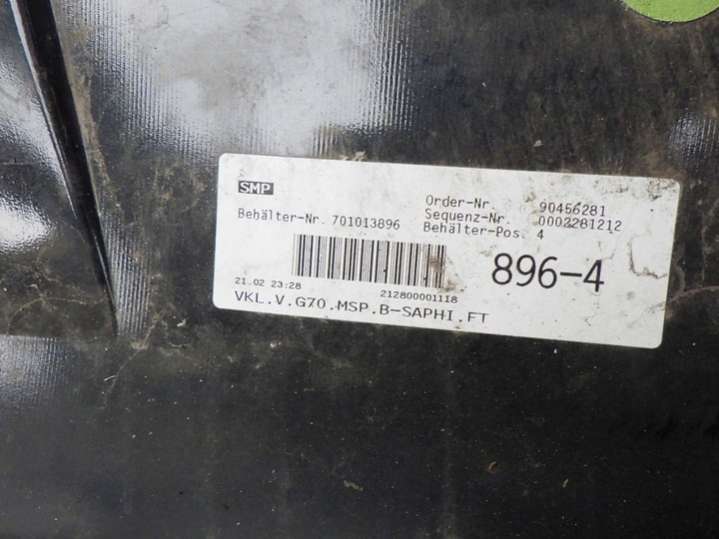 SMP
Order-Nr. 90456281
Behälter-Nr. 701013896 Sequenz-Nr. 0002281212
Behälter-Pos. 4
896-4
21.02 23:28 212800001118
VKL.V.G70.MSP.B-SAPHI.FT